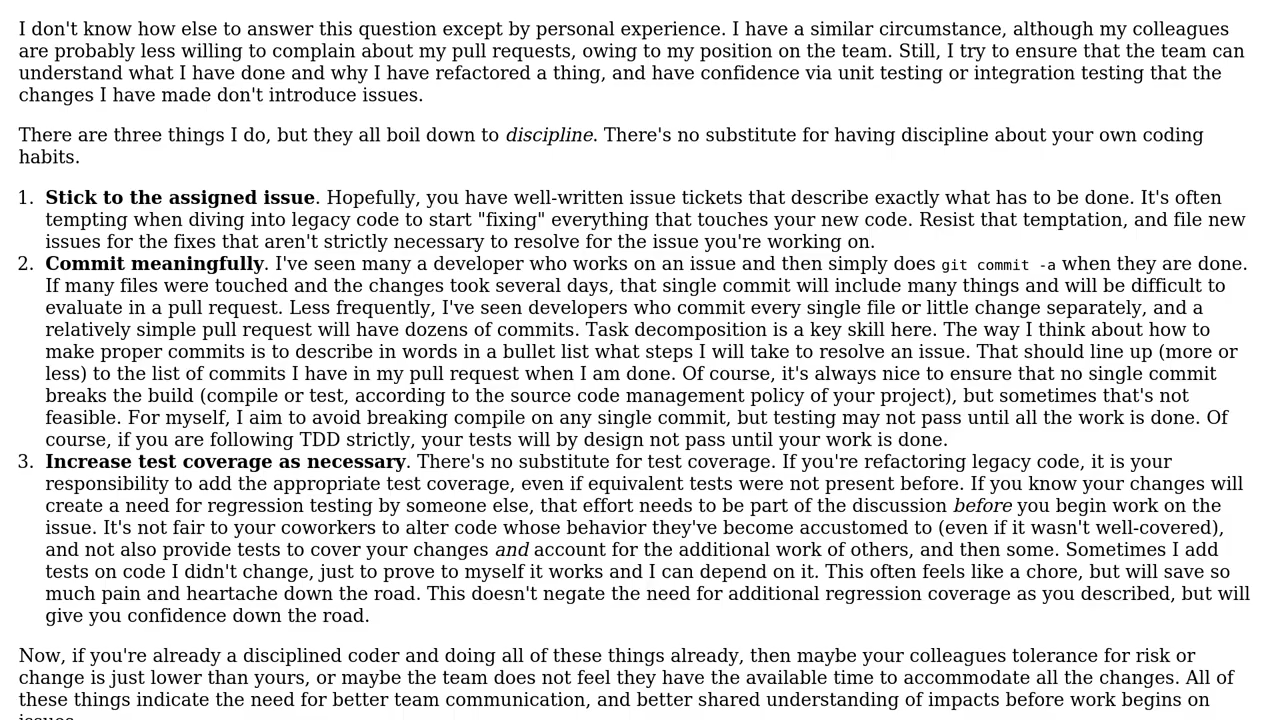 I don't know how else to answer this question except by personal experience. I have a similar circumstance, although my colleagues
are probably less willing to complain about my pull requests, owing to my position on the team. Still, I try to ensure that the team can
understand what I have done and why I have refactored a thing, and have confidence via unit testing or integration testing that the
changes I have made don't introduce issues.
There are three things I do, but they all boil down to discipline. There's no substitute for having discipline about your own coding
habits.
1. Stick to the assigned issue. Hopefully, you have well-written issue tickets that describe exactly what has to be done. It's often
tempting when diving into legacy code to start "fixing" everything that touches your new code. Resist that temptation, and file new
issues for the fixes that aren't strictly necessary to resolve for the issue you're working on.
2. Commit meaningfully. I've seen many a developer who works on an issue and then simply does git commit -a when they are done.
If many files were touched and the changes took several days, that single commit will include many things and will be difficult to
evaluate in a pull request. Less frequently, I've seen developers who commit every single file or little change separately, and a
relatively simple pull request will have dozens of commits. Task decomposition is a key skill here. The way I think about how to
make proper commits is to describe in words in a bullet list what steps I will take to resolve an issue. That should line up (more or
less) to the list of commits I have in my pull request when I am done. Of course, it's always nice to ensure that no single commit
breaks the build (compile or test, according to the source code management policy of your project), but sometimes that's not
feasible. For myself, I aim to avoid breaking compile on any single commit, but testing may not pass until all the work is done. Of
course, if you are following TDD strictly, your tests will by design not pass until your work is done.
3. Increase test coverage as necessary. There's no substitute for test coverage. If you're refactoring legacy code, it is your
responsibility to add the appropriate test coverage, even if equivalent tests were not present before. If you know your changes will
create a need for regression testing by someone else, that effort needs to be part of the discussion before you begin work on the
issue. It's not fair to your coworkers to alter code whose behavior they've become accustomed to (even if it wasn't well-covered),
and not also provide tests to cover your changes and account for the additional work of others, and then some. Sometimes I add
tests on code I didn't change, just to prove to myself it works and I can depend on it. This often feels like a chore, but will save so
much pain and heartache down the road. This doesn't negate the need for additional regression coverage as you described, but will
give you confidence down the road.
Now, if you're already a disciplined coder and doing all of these things already, then maybe your colleagues tolerance for risk or
change is just lower than yours, or maybe the team does not feel they have the available time to accommodate all the changes. All of
these things indicate the need for better team communication, and better shared understanding of impacts before work begins on